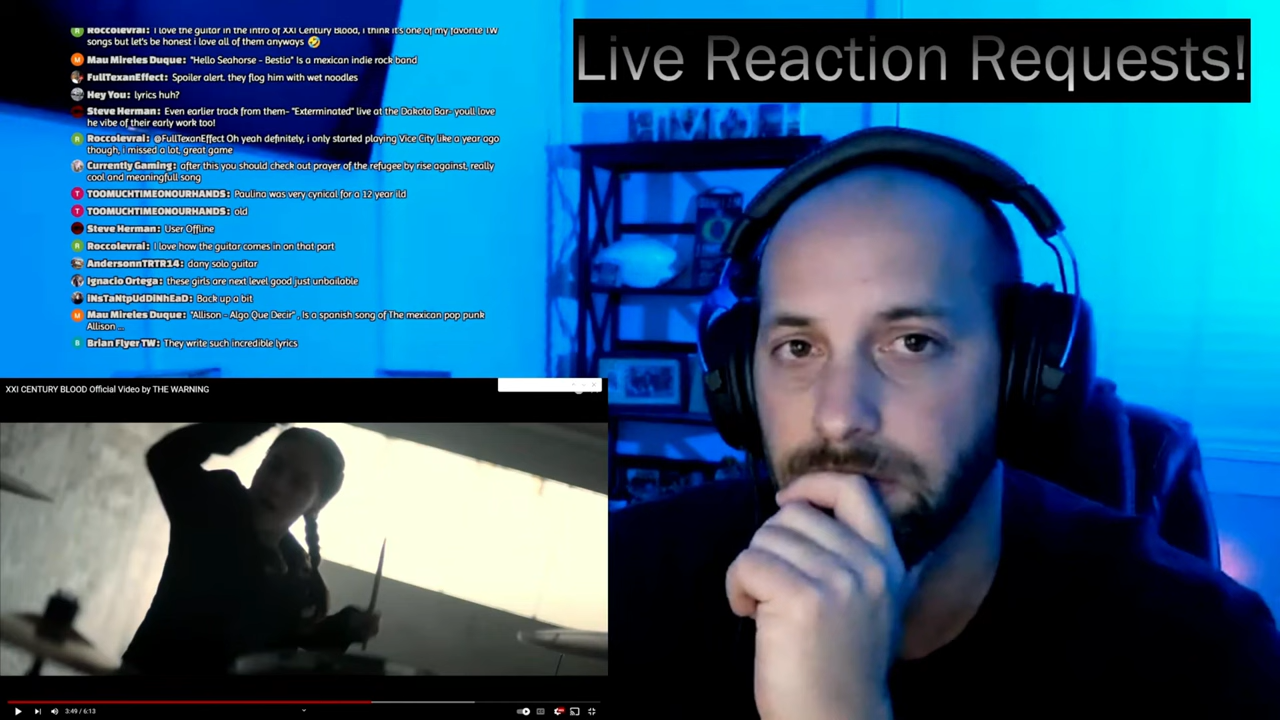 Roccolevrai: I love the guitar in the intro of XXI Century Blood, i think it's one of my favorite TW
songs but let's be honest i love all of them anyways 🤣
Mau Mireles Duque: "Hello Seahorse - Bestia" Is a mexican indie rock band
FullTexanEffect: Spoiler alert. they flog him with wet noodles
Hey You: lyrics huh?
Steve Herman: Even earlier track from them- "Exterminated" live at the Dakota Bar- youll love
he vibe of their early work too!
Roccolevrai: @FullTexanEffect Oh yeah definitely, i only started playing Vice City like a year ago
though, i missed a lot, great game
Currently Gaming: after this you should check out prayer of the refugee by rise against, really
cool and meaningfull song
TOOMUCHTIMEONOURHANDS: Paulina was very cynical for a 12 year ild
TOOMUCHTIMEONOURHANDS: old
Steve Herman: User Offline
Roccolevrai: I love how the guitar comes in on that part
AndersonnTRTR14: dany solo guitar
Ignacio Ortega: these girls are next level good just unbailable
iNsTaNtpUdDiNhEaD: Back up a bit
Mau Mireles Duque: "Allison - Algo Que Decir" , Is a spanish song of The mexican pop punk
Allison ...
Brian Flyer TW: They write such incredible lyrics
Live Reaction Requests!
XXI CENTURY BLOOD Official Video by THE WARNING
3:49 / 6:13